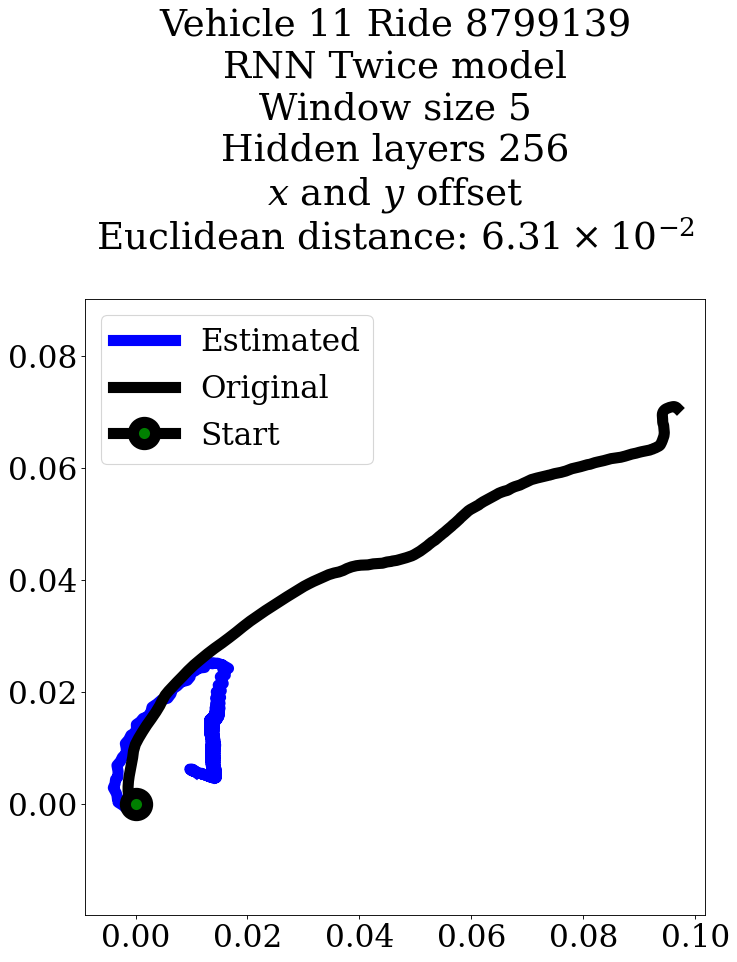 Vehicle 11 Ride 8799139
RNN Twice model
Window size 5
Hidden layers 256
x and y offset
Euclidean distance: 6.31 × 10⁻²
Estimated
Original
Start
0.08
0.06
0.04
0.02
0.00
0.00 0.02 0.04 0.06 0.08 0.10